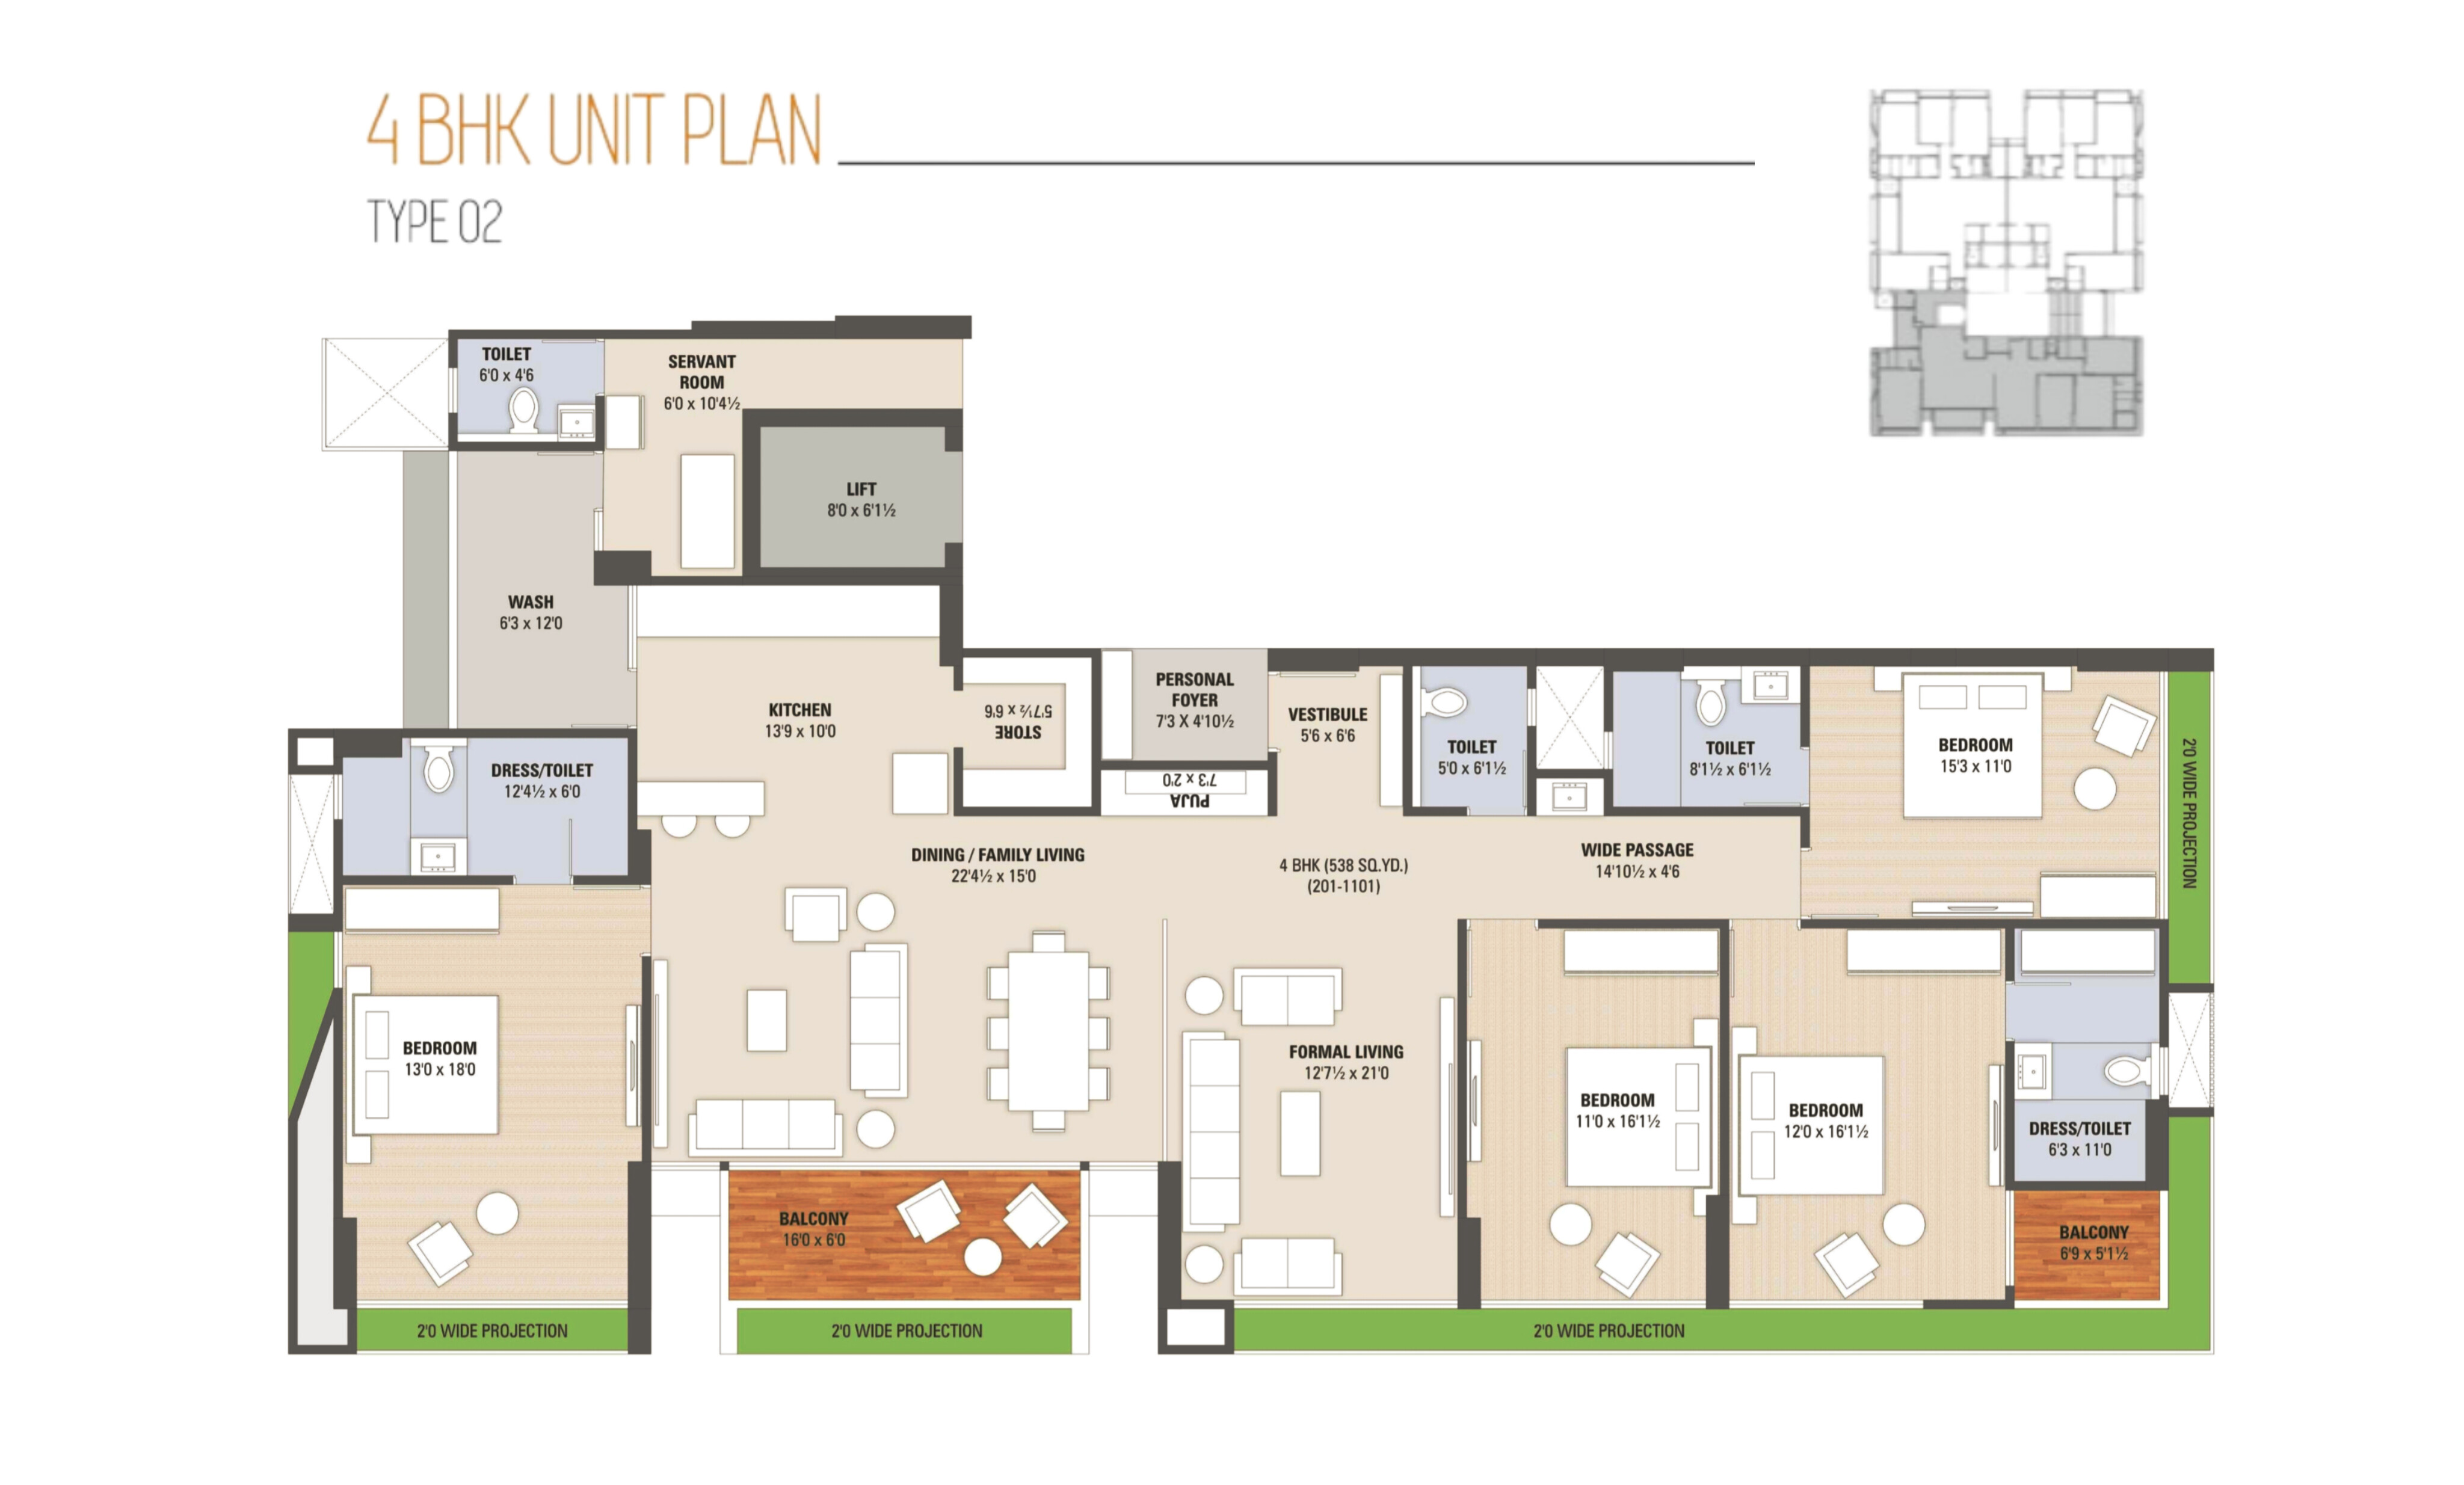 4 BHK UNIT PLAN
TYPE 02
TOILET
6'0 x 4'6
SERVANT
ROOM
6'0 x 10'4½
LIFT
8'0 x 6'1½
WASH
6'3 x 12'0
KITCHEN
13'9 x 10'0
STORE
5'7½ x 6'6
PERSONAL
FOYER
7'3 X 4'10½
PUJA
7'3 x 2'0
VESTIBULE
5'6 x 6'6
TOILET
5'0 x 6'1½
TOILET
8'1½ x 6'1½
BEDROOM
15'3 x 11'0
2'0 WIDE PROJECTION
DRESS/TOILET
12'4½ x 6'0
DINING / FAMILY LIVING
22'4½ x 15'0
4 BHK (538 SQ.YD.)
(201-1101)
WIDE PASSAGE
14'10½ x 4'6
BEDROOM
13'0 x 18'0
FORMAL LIVING
12'7½ x 21'0
BEDROOM
11'0 x 16'1½
BEDROOM
12'0 x 16'1½
DRESS/TOILET
6'3 x 11'0
BALCONY
16'0 x 6'0
BALCONY
6'9 x 5'1½
2'0 WIDE PROJECTION
2'0 WIDE PROJECTION
2'0 WIDE PROJECTION